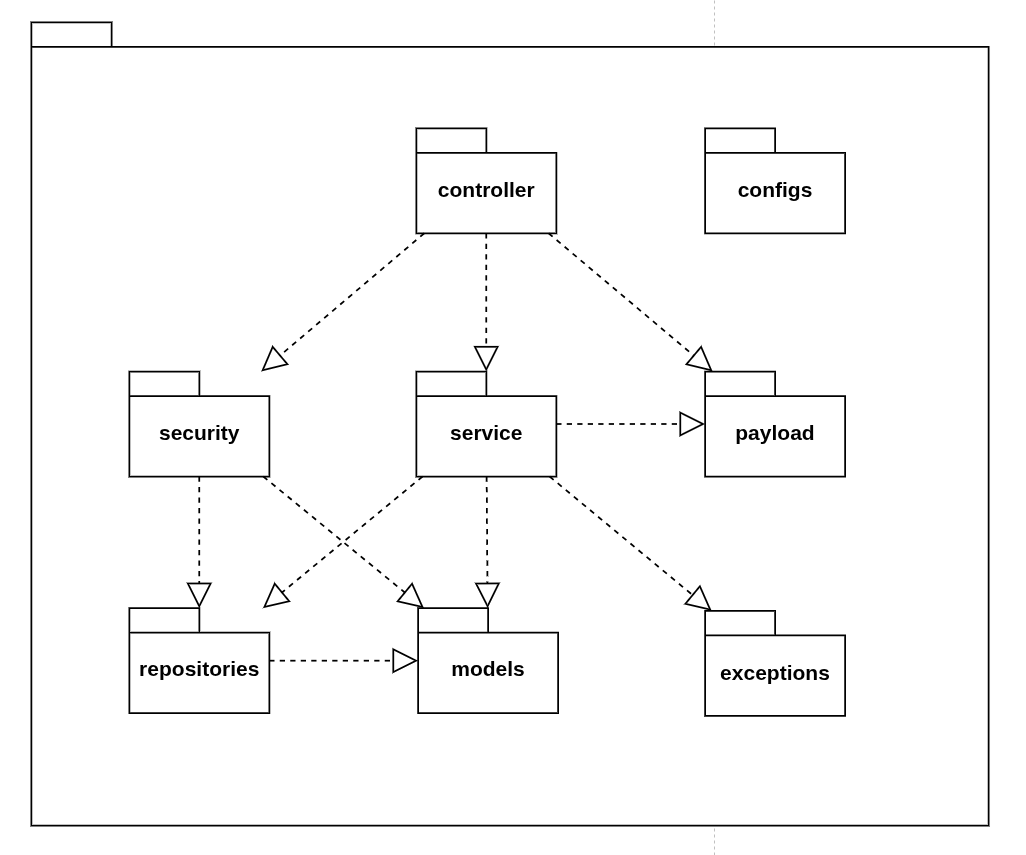 controller
configs
security
service
payload
repositories
models
exceptions